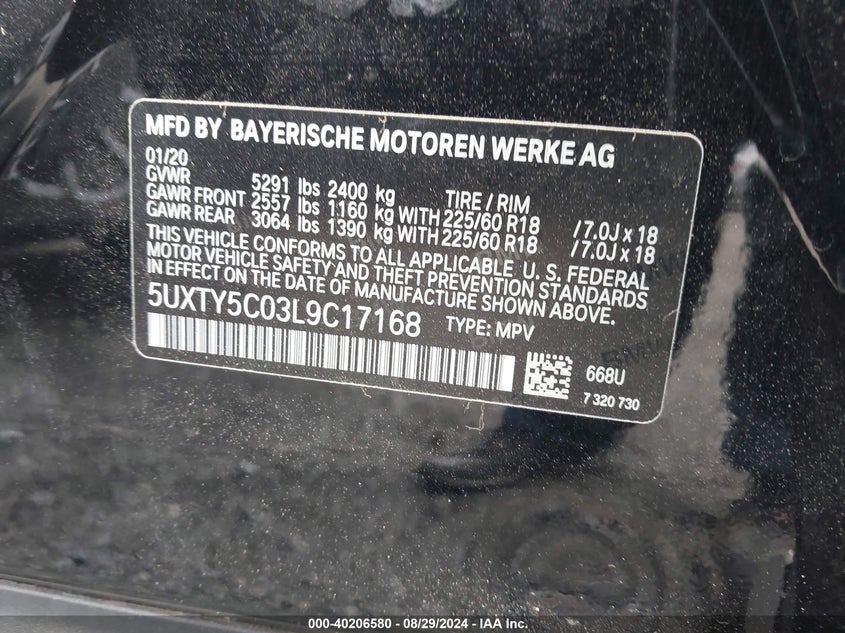 MFD BY BAYERISCHE MOTOREN WERKE AG
01/20
GVWR 5291 lbs 2400 kg TIRE / RIM
GAWR FRONT 2557 lbs 1160 kg WITH 225/60 R18 / 7.0J x 18
GAWR REAR 3064 lbs 1390 kg WITH 225/60 R18 / 7.0J x 18
THIS VEHICLE CONFORMS TO ALL APPLICABLE U. S. FEDERAL
MOTOR VEHICLE SAFETY AND THEFT PREVENTION STANDARDS
IN EFFECT ON THE DATE OF MANUFACTURE SHOWN ABOVE.
5UXTY5C03L9C17168 TYPE: MPV
668U
7 320 730
000-40206580 - 08/29/2024 - IAA Inc.